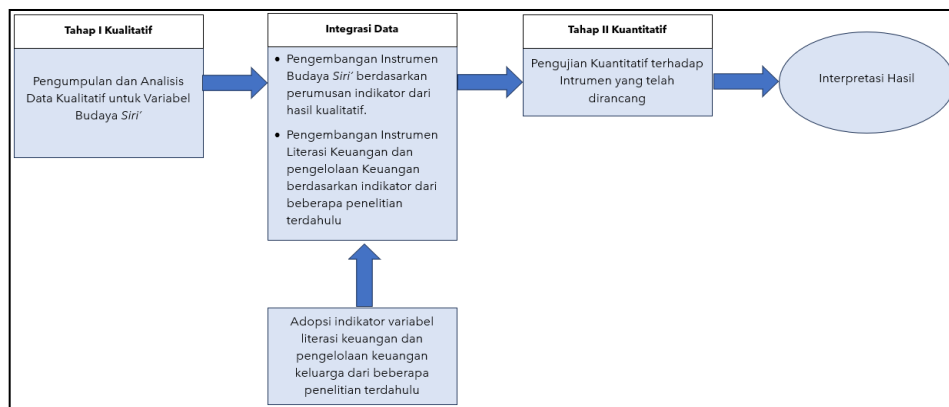 Tahap I Kualitatif
Pengumpulan dan Analisis
Data Kualitatif untuk Variabel
Budaya Siri’
Integrasi Data
• Pengembangan Instrumen
Budaya Siri’ berdasarkan
perumusan indikator dari
hasil kualitatif.
• Pengembangan Instrumen
Literasi Keuangan dan
pengelolaan Keuangan
berdasarkan indikator dari
beberapa penelitian
terdahulu
Adopsi indikator variabel
literasi keuangan dan
pengelolaan keuangan
keluarga dari beberapa
penelitian terdahulu
Tahap II Kuantitatif
Pengujian Kuantitatif terhadap
Intrumen yang telah
dirancang
Interpretasi Hasil